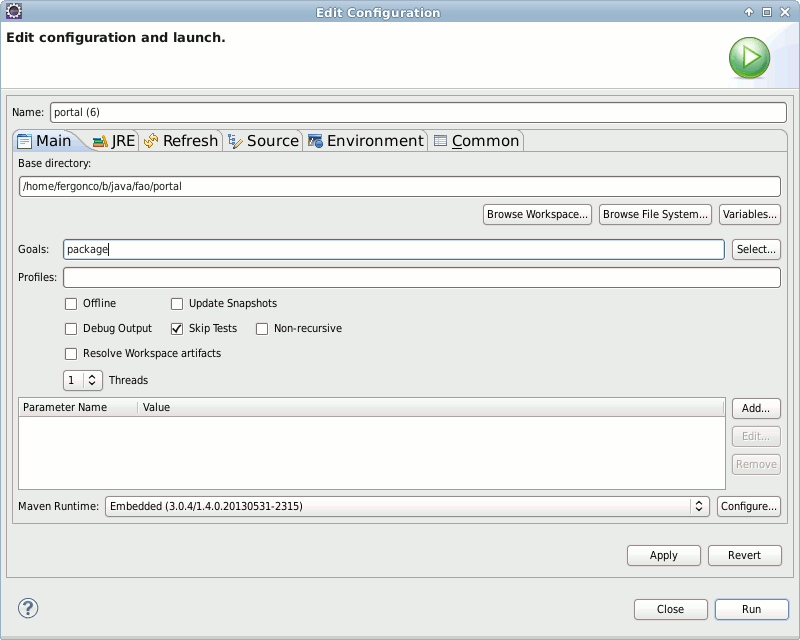 Edit Configuration
Edit configuration and launch.
Name: portal (6)
Main JRE Refresh Source Environment Common
Base directory:
/home/fergonco/b/java/fao/portal
Browse Workspace... Browse File System... Variables...
Goals: package Select...
Profiles:
Offline Update Snapshots
Debug Output Skip Tests Non-recursive
Resolve Workspace artifacts
1 Threads
Parameter Name Value
Add...
Edit...
Remove
Maven Runtime: Embedded (3.0.4/1.4.0.20130531-2315) Configure...
Apply Revert
? Close Run